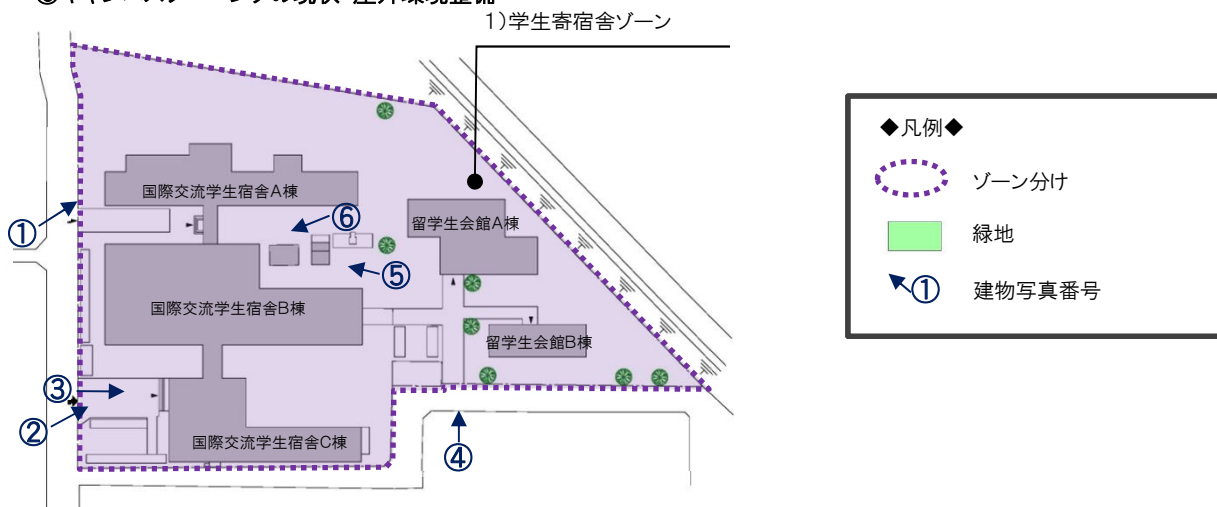 1)学生寄宿舎ゾーン
国際交流学生宿舎A棟
①
⑥
留学生会館A棟
⑤
国際交流学生宿舎B棟
留学生会館B棟
③
②
国際交流学生宿舎C棟
④
◆凡例◆
ゾーン分け
緑地
①
建物写真番号